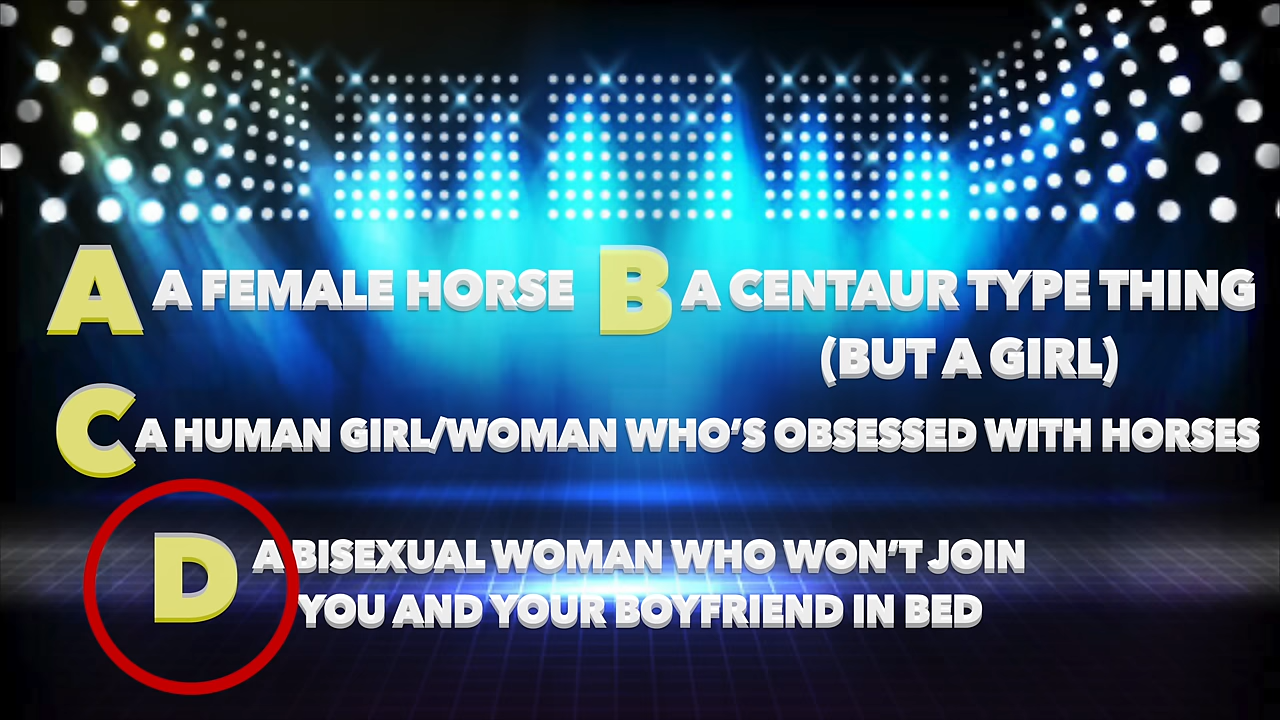 A A FEMALE HORSE B A CENTAUR TYPE THING
(BUT A GIRL)
C A HUMAN GIRL/WOMAN WHO'S OBSESSED WITH HORSES
D A BISEXUAL WOMAN WHO WON'T JOIN
YOU AND YOUR BOYFRIEND IN BED